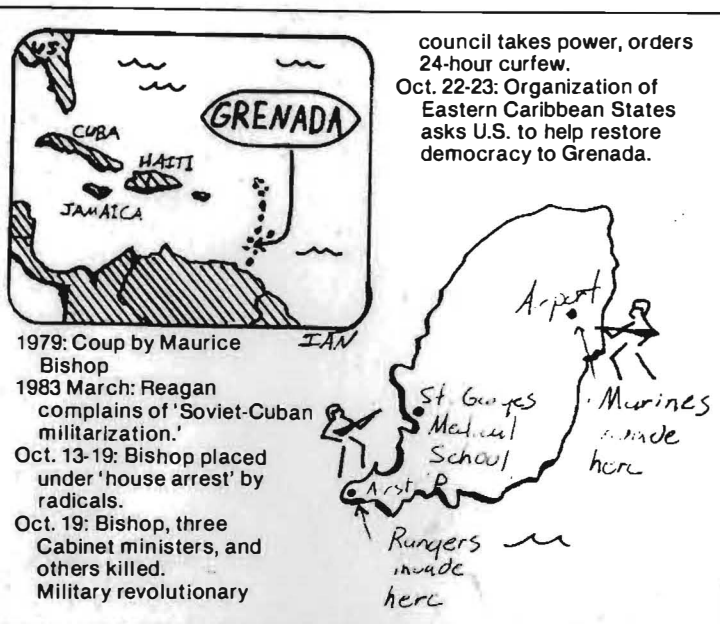 U.S.
CUBA
HAITI
JAMAICA
GRENADA
IAN
1979: Coup by Maurice
Bishop
1983 March: Reagan
complains of 'Soviet-Cuban
militarization.'
Oct. 13-19: Bishop placed
under 'house arrest' by
radicals.
Oct. 19: Bishop, three
Cabinet ministers, and
others killed.
Military revolutionary
council takes power, orders
24-hour curfew.
Oct. 22-23: Organization of
Eastern Caribbean States
asks U.S. to help restore
democracy to Grenada.
Airport
Marines
invade
here
St. Georges
Medical
School
Rangers
invade
here